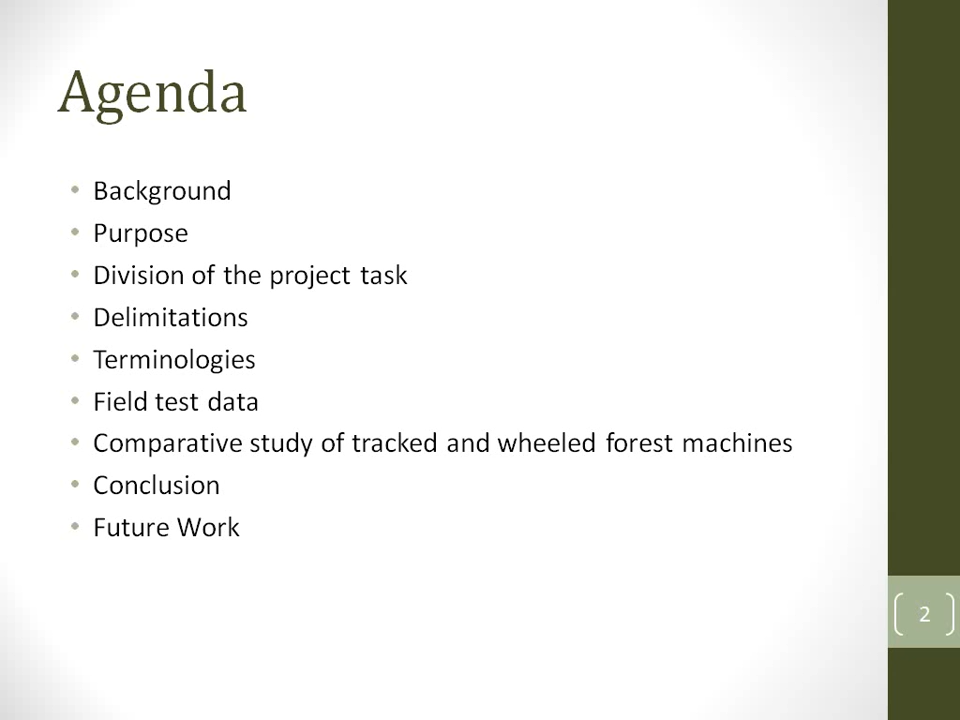 Agenda
• Background
• Purpose
• Division of the project task
• Delimitations
• Terminologies
• Field test data
• Comparative study of tracked and wheeled forest machines
• Conclusion
• Future Work
2